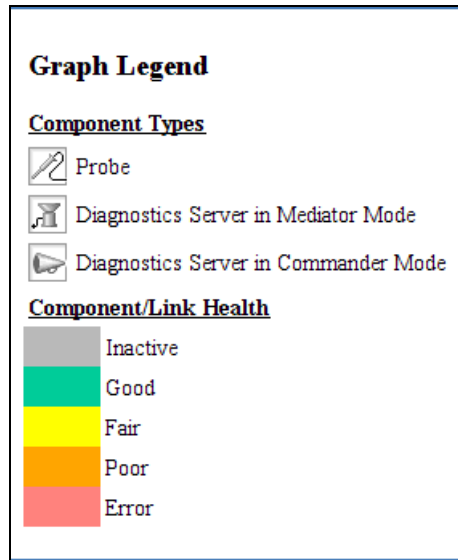 Graph Legend
Component Types
Probe
Diagnostics Server in Mediator Mode
Diagnostics Server in Commander Mode
Component/Link Health
Inactive
Good
Fair
Poor
Error